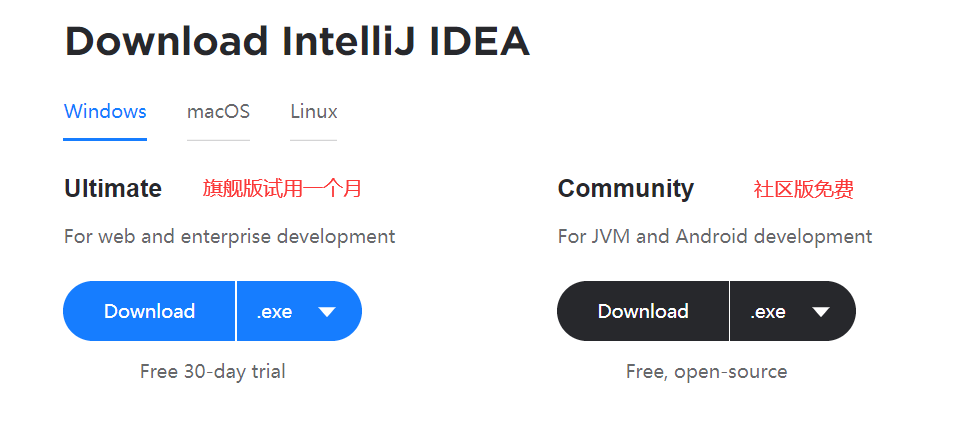 Download IntelliJ IDEA
Windows macOS Linux
Ultimate 旗舰版试用一个月
For web and enterprise development
Download .exe
Free 30-day trial
Community 社区版免费
For JVM and Android development
Download .exe
Free, open-source